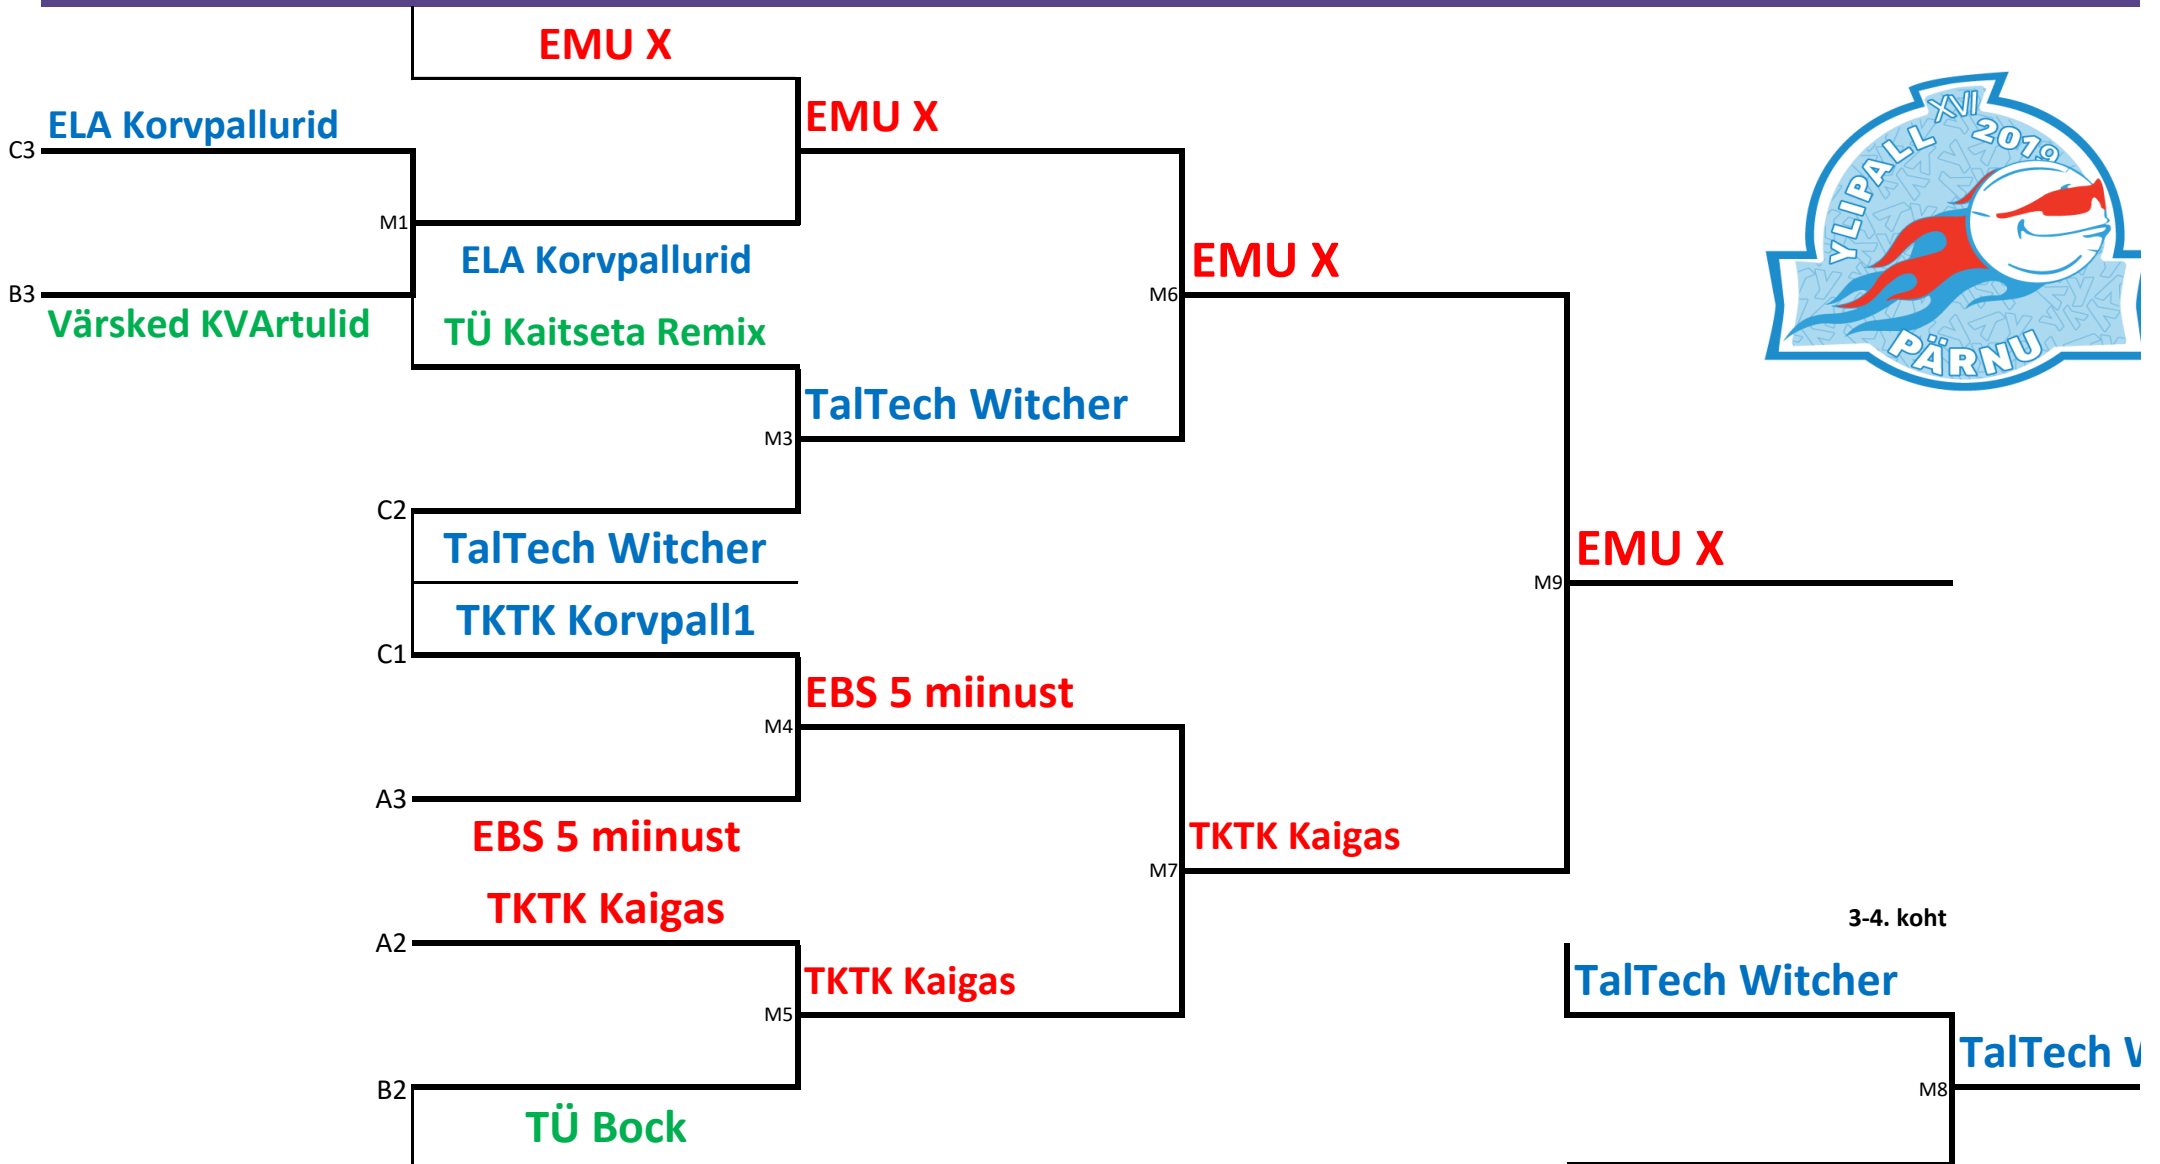 EMU X
EMU X
ELA Korvpallurid
C3
M1
ELA Korvpallurid
EMU X
B3
M6
Värsked KVArtulid
TÜ Kaitseta Remix
TalTech Witcher
M3
C2
TalTech Witcher
EMU X
M9
TKTK Korvpall1
C1
EBS 5 miinust
M4
A3
EBS 5 miinust
TKTK Kaigas
M7
TKTK Kaigas
3-4. koht
A2
TKTK Kaigas
TalTech Witcher
M5
TalTech
B2
M8
TÜ Bock
YLIPALL XVI 2019
PÄRNU